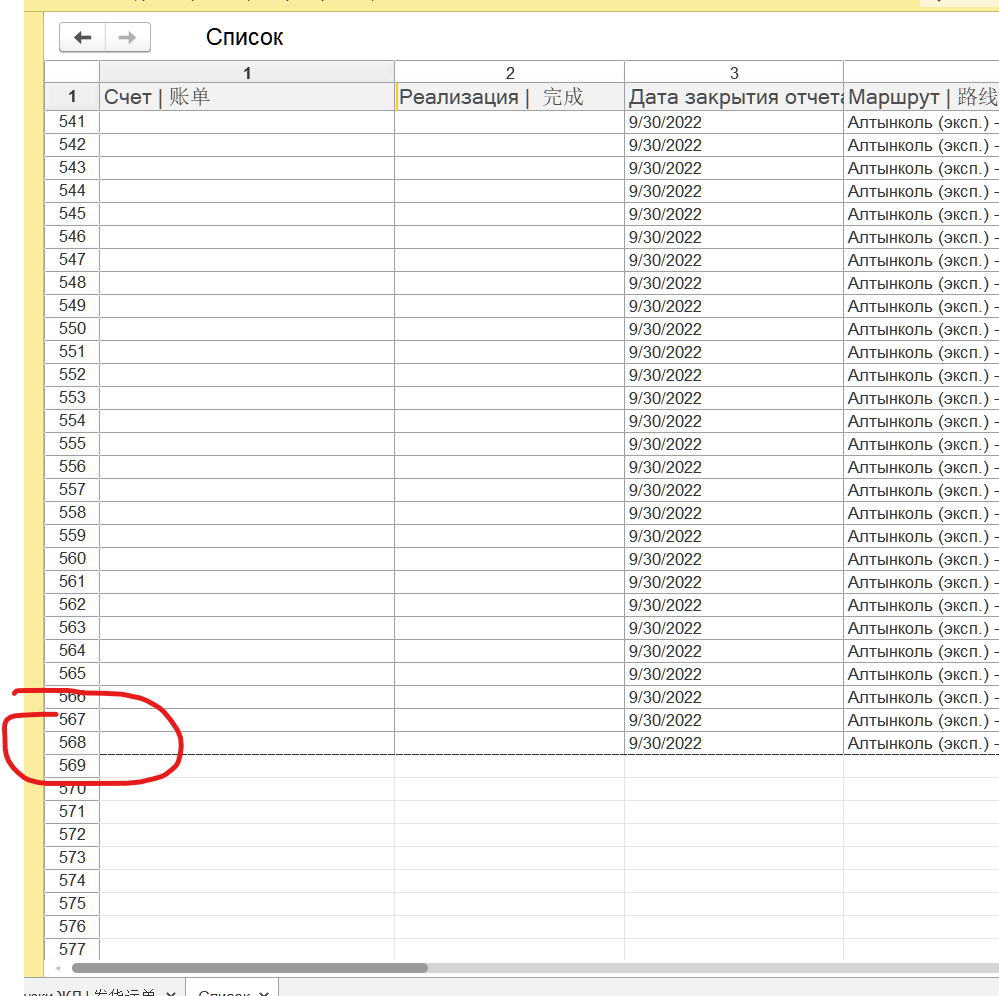 Список
1 2 3
1 Счет | 账单 Реализация | 完成 Дата закрытия отчета Маршрут | 路线
541 9/30/2022 Алтынколь (эксп.) -
542 9/30/2022 Алтынколь (эксп.) -
543 9/30/2022 Алтынколь (эксп.) -
544 9/30/2022 Алтынколь (эксп.) -
545 9/30/2022 Алтынколь (эксп.) -
546 9/30/2022 Алтынколь (эксп.) -
547 9/30/2022 Алтынколь (эксп.) -
548 9/30/2022 Алтынколь (эксп.) -
549 9/30/2022 Алтынколь (эксп.) -
550 9/30/2022 Алтынколь (эксп.) -
551 9/30/2022 Алтынколь (эксп.) -
552 9/30/2022 Алтынколь (эксп.) -
553 9/30/2022 Алтынколь (эксп.) -
554 9/30/2022 Алтынколь (эксп.) -
555 9/30/2022 Алтынколь (эксп.) -
556 9/30/2022 Алтынколь (эксп.) -
557 9/30/2022 Алтынколь (эксп.) -
558 9/30/2022 Алтынколь (эксп.) -
559 9/30/2022 Алтынколь (эксп.) -
560 9/30/2022 Алтынколь (эксп.) -
561 9/30/2022 Алтынколь (эксп.) -
562 9/30/2022 Алтынколь (эксп.) -
563 9/30/2022 Алтынколь (эксп.) -
564 9/30/2022 Алтынколь (эксп.) -
565 9/30/2022 Алтынколь (эксп.) -
566 9/30/2022 Алтынколь (эксп.) -
567 9/30/2022 Алтынколь (эксп.) -
568 9/30/2022 Алтынколь (эксп.) -
569
570
571
572
573
574
575
576
577
ЖД | 发货运单 Список